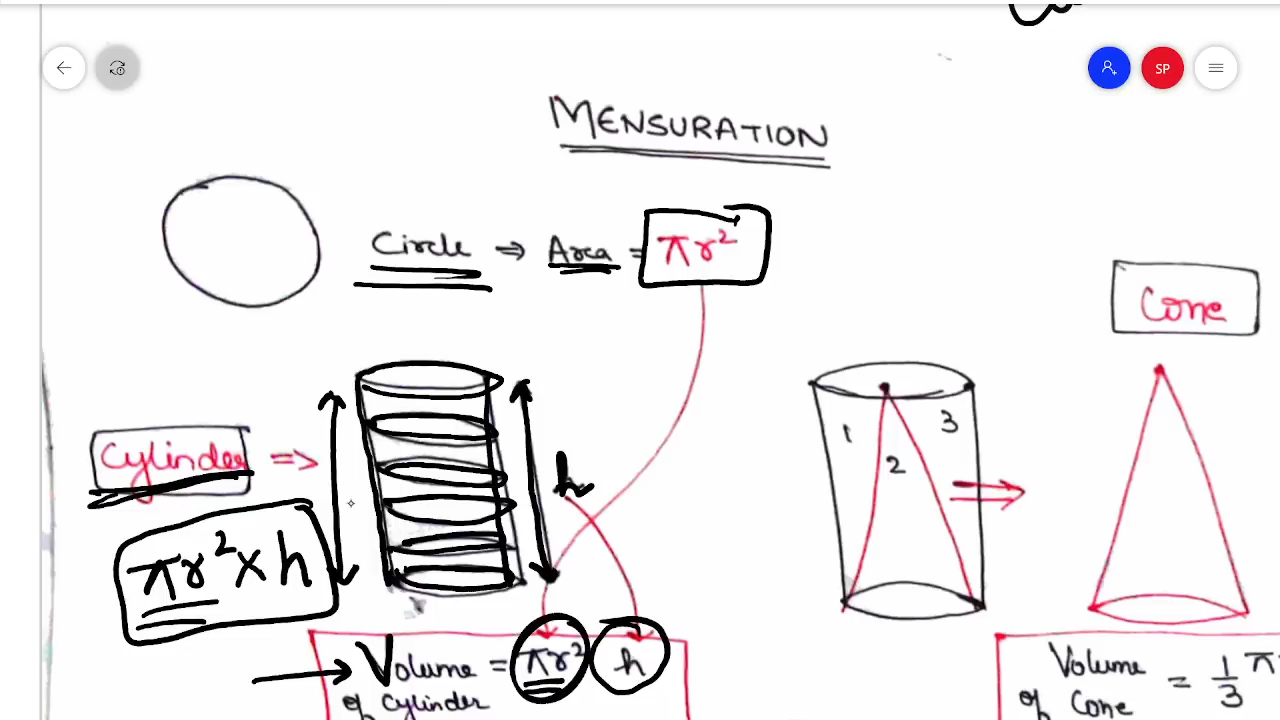 SP
MENSURATION
Circle ⇒ Area = πr²
Cone
1 2 3
Cylinder =>
h
πr² × h
Volume = πr² h
of cylinder
Volume = 1/3 π
of Cone